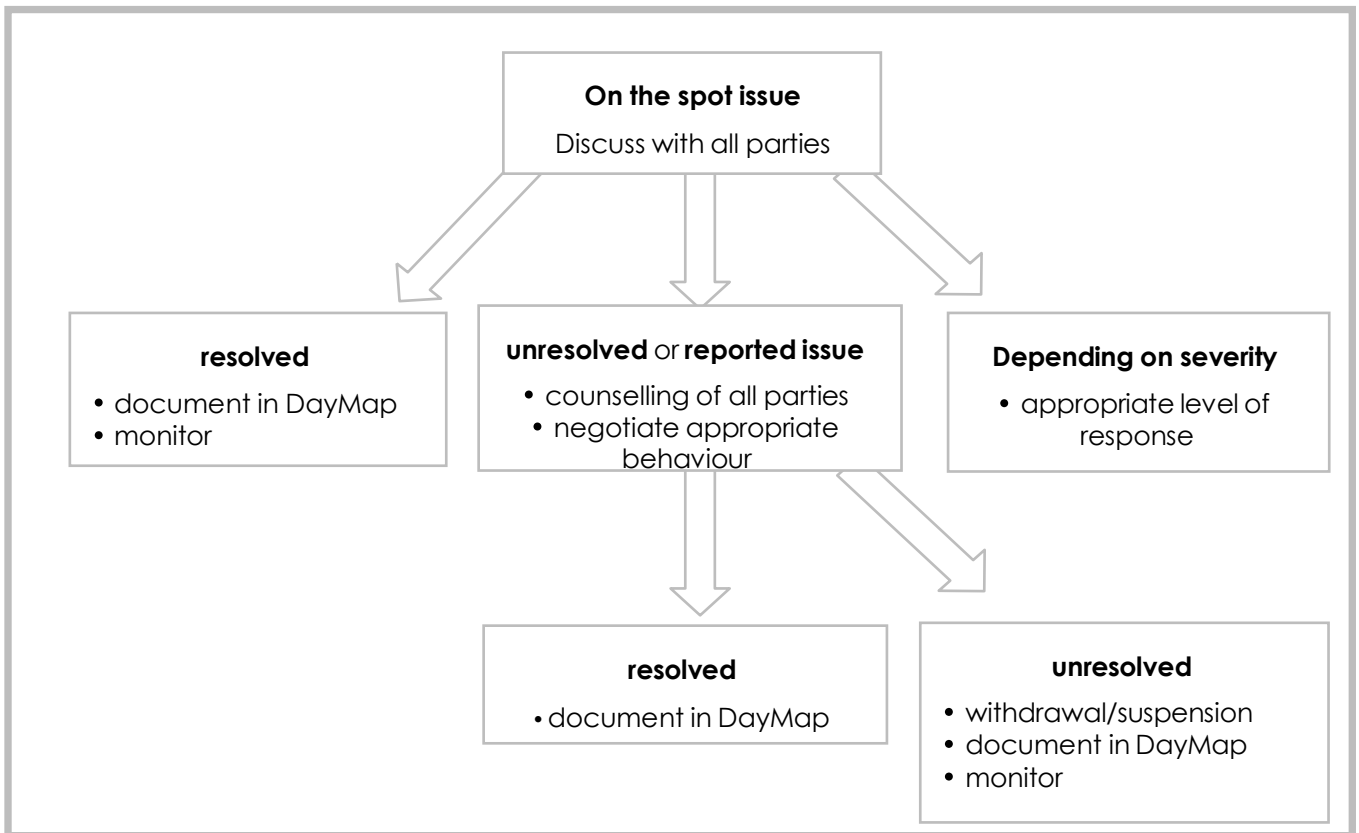 On the spot issue
Discuss with all parties
resolved
• document in DayMap
• monitor
unresolved or reported issue
• counselling of all parties
• negotiate appropriate
behaviour
Depending on severity
• appropriate level of
response
resolved
• document in DayMap
unresolved
• withdrawal/suspension
• document in DayMap
• monitor